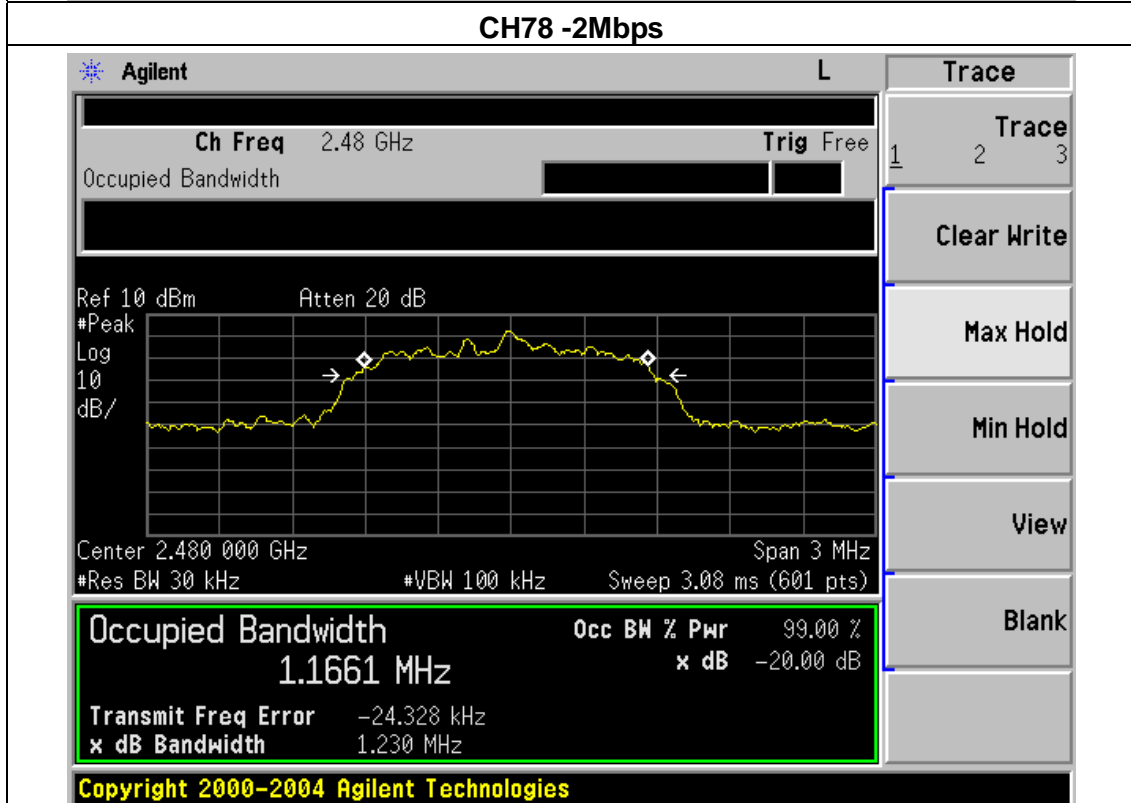 CH78 -2Mbps
Agilent L Trace
Ch Freq 2.48 GHz Trig Free
Occupied Bandwidth
Trace
1 2 3
Clear Write
Ref 10 dBm Atten 20 dB
#Peak
Log
10
dB/
Max Hold
Min Hold
View
Center 2.480 000 GHz Span 3 MHz
#Res BW 30 kHz #VBW 100 kHz Sweep 3.08 ms (601 pts)
Blank
Occupied Bandwidth Occ BW % Pwr 99.00 %
1.1661 MHz x dB -20.00 dB
Transmit Freq Error -24.328 kHz
x dB Bandwidth 1.230 MHz
Copyright 2000-2004 Agilent Technologies